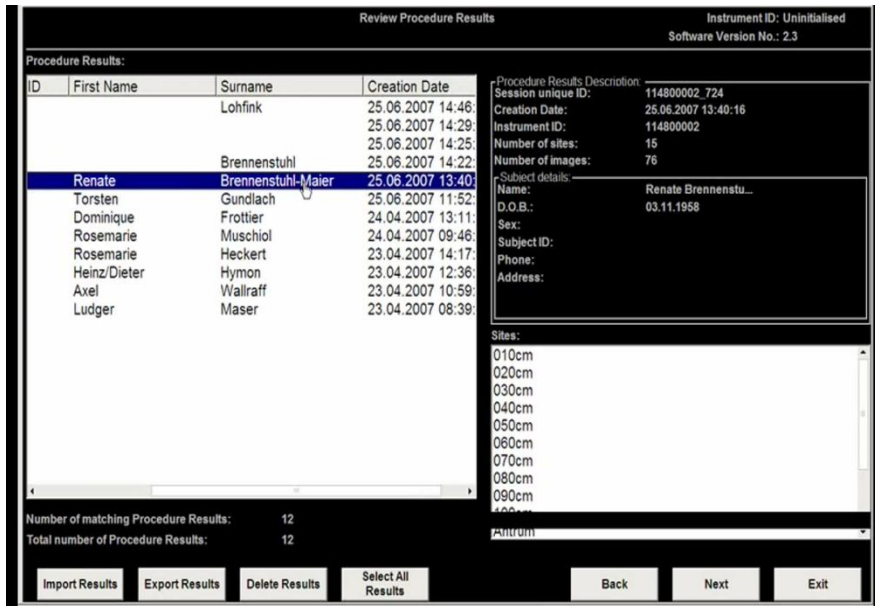 Review Procedure Results
Instrument ID: Uninitialised
Software Version No.: 2.3
Procedure Results:
ID First Name Surname Creation Date
Lohfink 25.06.2007 14:46:
25.06.2007 14:29:
25.06.2007 14:25:
Brennenstuhl 25.06.2007 14:22:
Renate Brennenstuhl-Maier 25.06.2007 13:40:
Torsten Gundlach 25.06.2007 11:52:
Dominique Frottier 24.04.2007 13:11:
Rosemarie Muschiol 24.04.2007 09:46:
Rosemarie Heckert 23.04.2007 14:17:
Heinz/Dieter Hymon 23.04.2007 12:36:
Axel Wallraff 23.04.2007 10:59:
Ludger Maser 23.04.2007 08:39:
Number of matching Procedure Results: 12
Total number of Procedure Results: 12
Procedure Results Description:
Session unique ID: 114800002_724
Creation Date: 25.06.2007 13:40:16
Instrument ID: 114800002
Number of sites: 15
Number of images: 76
Subject details:
Name: Renate Brennenstu...
D.O.B.: 03.11.1958
Sex:
Subject ID:
Phone:
Address:
Sites:
010cm
020cm
030cm
040cm
050cm
060cm
070cm
080cm
090cm
100cm
Antrum
Import Results
Export Results
Delete Results
Select All
Results
Back
Next
Exit